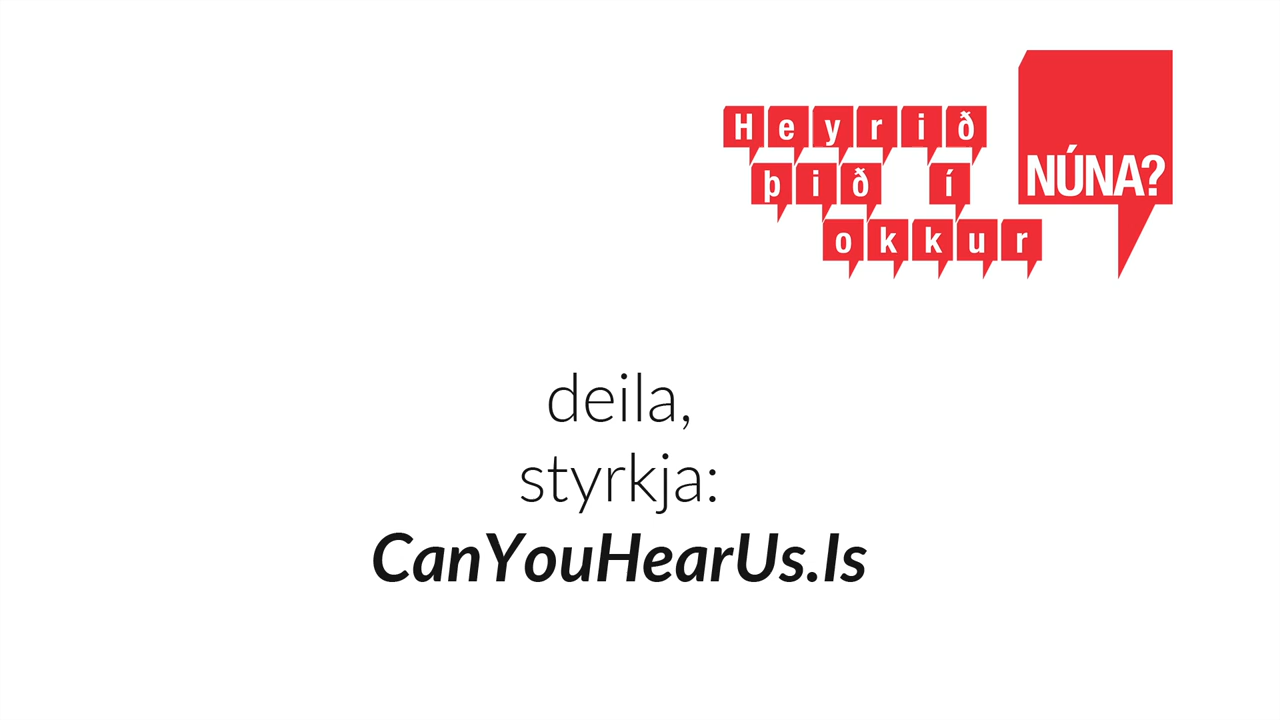 Heyrið
þið í
okkur
NÚNA?
deila,
styrkja:
CanYouHearUs.Is